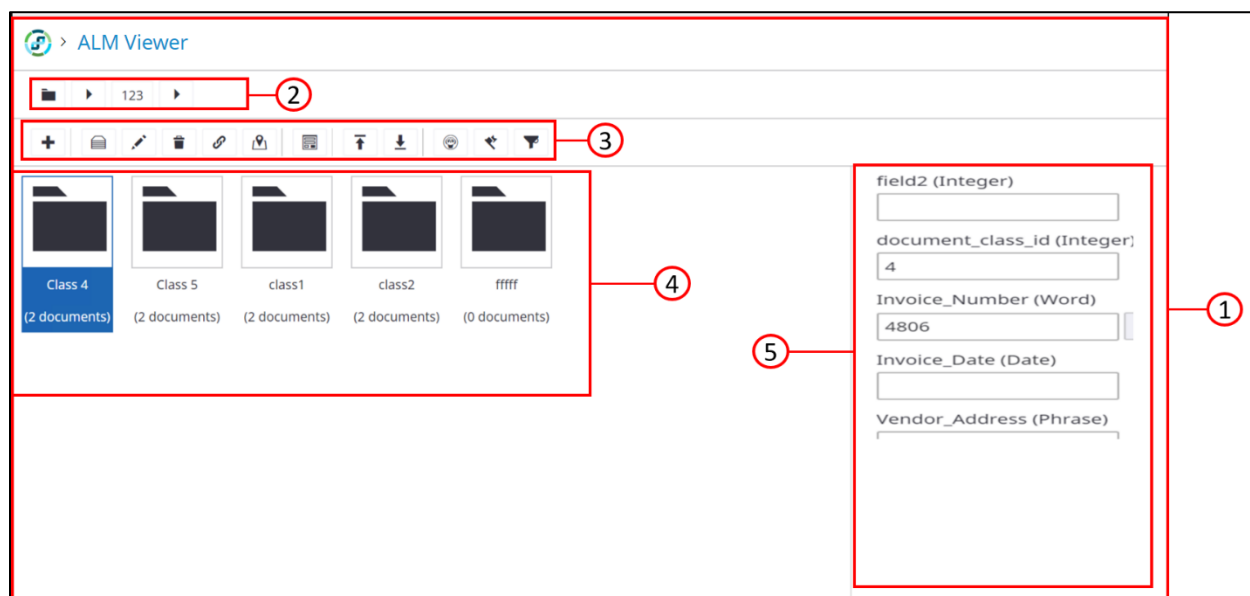 > ALM Viewer
123
2
3
field2 (Integer)
document_class_id (Integer)
4
Invoice_Number (Word)
4806
Invoice_Date (Date)
Vendor_Address (Phrase)
Class 4 Class 5 class1 class2 fffff
(2 documents) (2 documents) (2 documents) (2 documents) (0 documents)
4
5
1